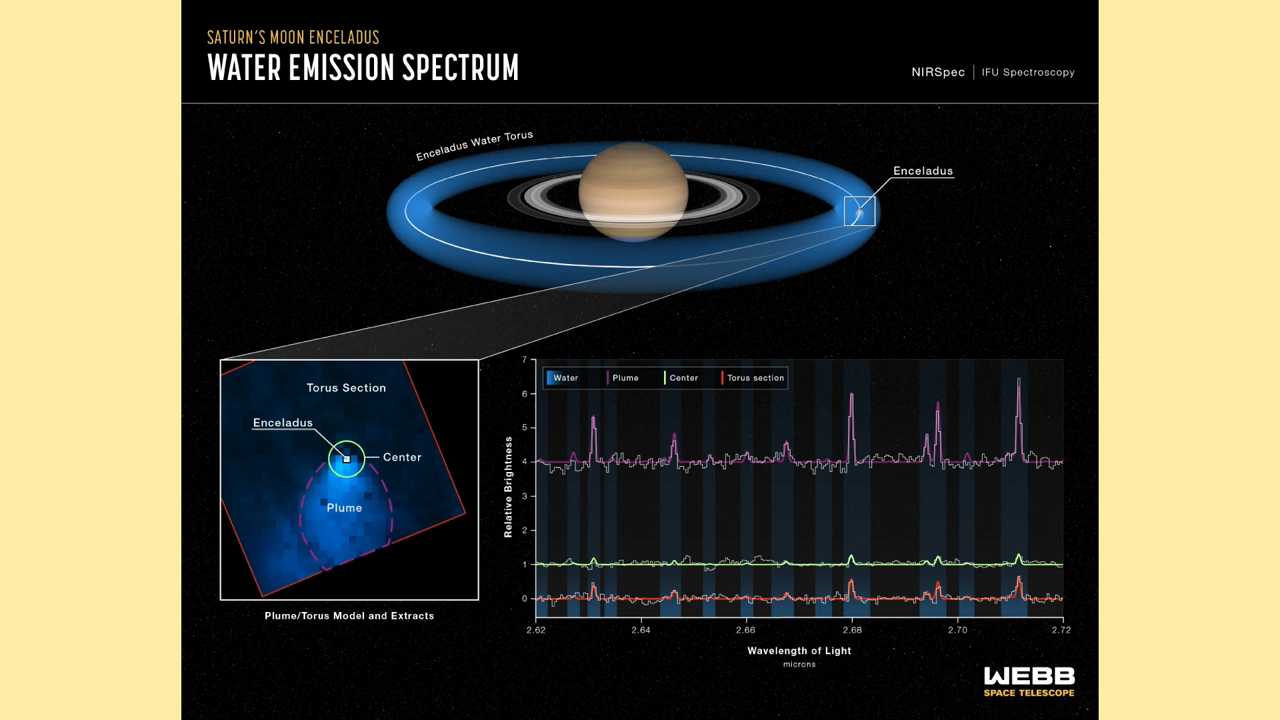 SATURN'S MOON ENCELADUS
WATER EMISSION SPECTRUM
NIRSpec | IFU Spectroscopy
Enceladus Water Torus
Enceladus
Torus Section
Enceladus
Center
Plume
Plume/Torus Model and Extracts
Water Plume Center Torus section
Relative Brightness
7
6
5
4
3
2
1
0
2.62 2.64 2.66 2.68 2.70 2.72
Wavelength of Light
microns
WEBB
SPACE TELESCOPE